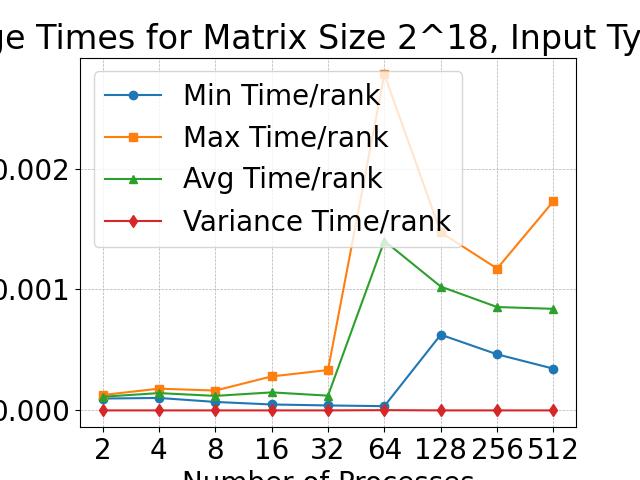 ge Times for Matrix Size 2^18, Input Ty
Min Time/rank
Max Time/rank
Avg Time/rank
Variance Time/rank
0.002
0.001
0.000
2 4 8 16 32 64 128 256 512
Number of Processes